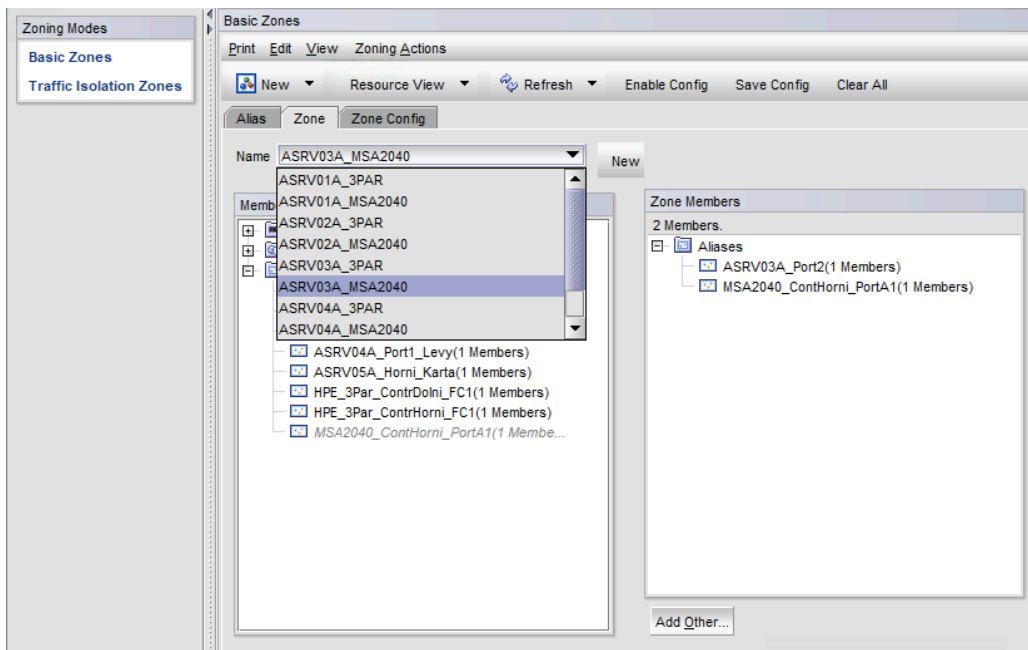 Zoning Modes
Basic Zones
Traffic Isolation Zones
Basic Zones
Print Edit View Zoning Actions
New Resource View Refresh Enable Config Save Config Clear All
Alias Zone Zone Config
Name ASRV03A_MSA2040 New
ASRV01A_3PAR
ASRV01A_MSA2040
ASRV02A_3PAR
ASRV02A_MSA2040
ASRV03A_3PAR
ASRV03A_MSA2040
ASRV04A_3PAR
ASRV04A_MSA2040
Memb
ASRV04A_Port1_Levy(1 Members)
ASRV05A_Horni_Karta(1 Members)
HPE_3Par_ContrDolni_FC1(1 Members)
HPE_3Par_ContrHorni_FC1(1 Members)
MSA2040_ContHorni_PortA1(1 Membe...
Zone Members
2 Members.
Aliases
ASRV03A_Port2(1 Members)
MSA2040_ContHorni_PortA1(1 Members)
Add Other...